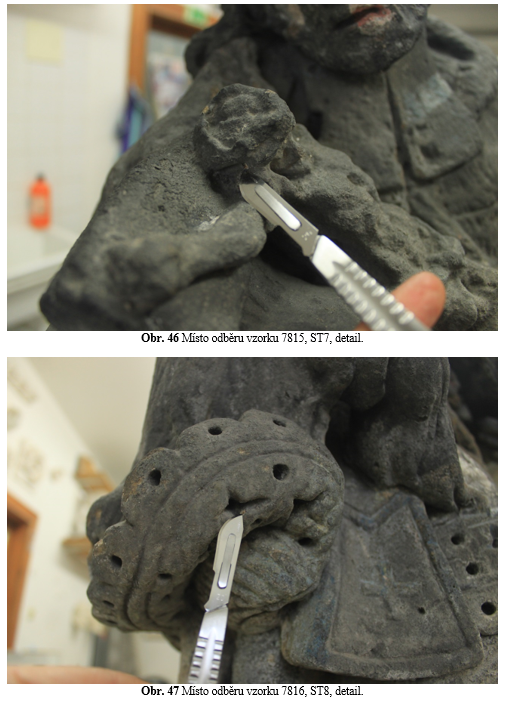 Obr. 46 Místo odběru vzorku 7815, ST7, detail.
Obr. 47 Místo odběru vzorku 7816, ST8, detail.